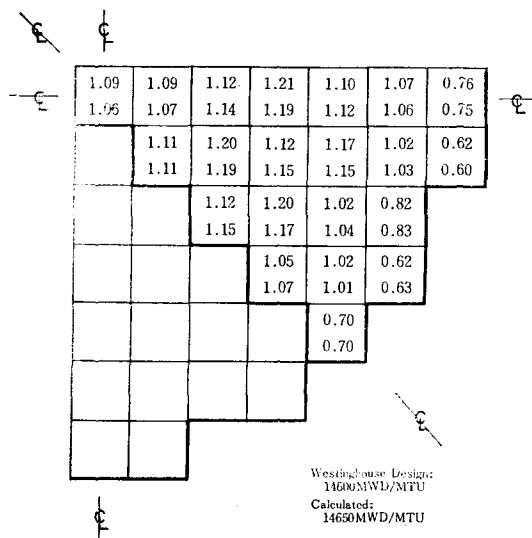 ℄ ℄
℄ ℄
1.09 1.09 1.12 1.21 1.10 1.07 0.76
1.06 1.07 1.14 1.19 1.12 1.06 0.75
1.11 1.20 1.12 1.17 1.02 0.62
1.11 1.19 1.15 1.15 1.03 0.60
1.12 1.20 1.02 0.82
1.15 1.17 1.04 0.83
1.05 1.02 0.62
1.07 1.01 0.63
0.70
0.70
℄
Westinghouse Design:
14600MWD/MTU
Calculated:
14650MWD/MTU
℄